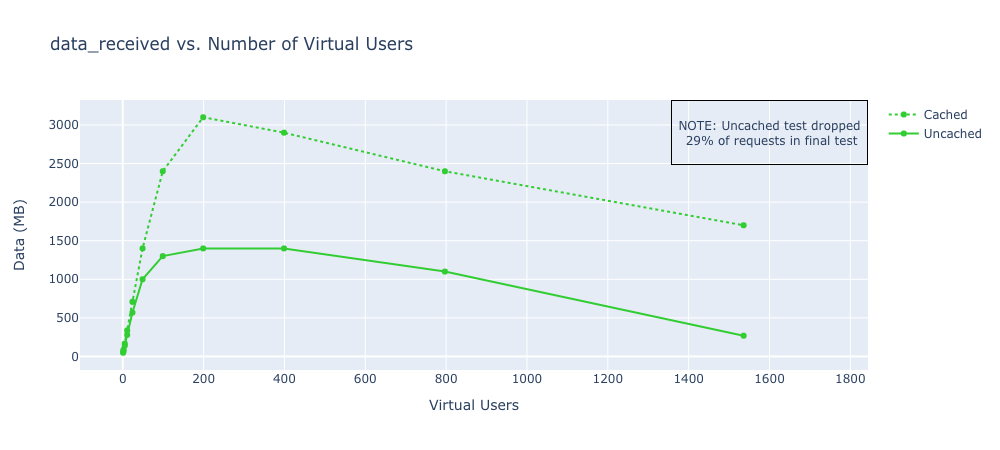 data_received vs. Number of Virtual Users
NOTE: Uncached test dropped
29% of requests in final test
Cached
Uncached
Data (MB)
3000
2500
2000
1500
1000
500
0
0 200 400 600 800 1000 1200 1400 1600 1800
Virtual Users